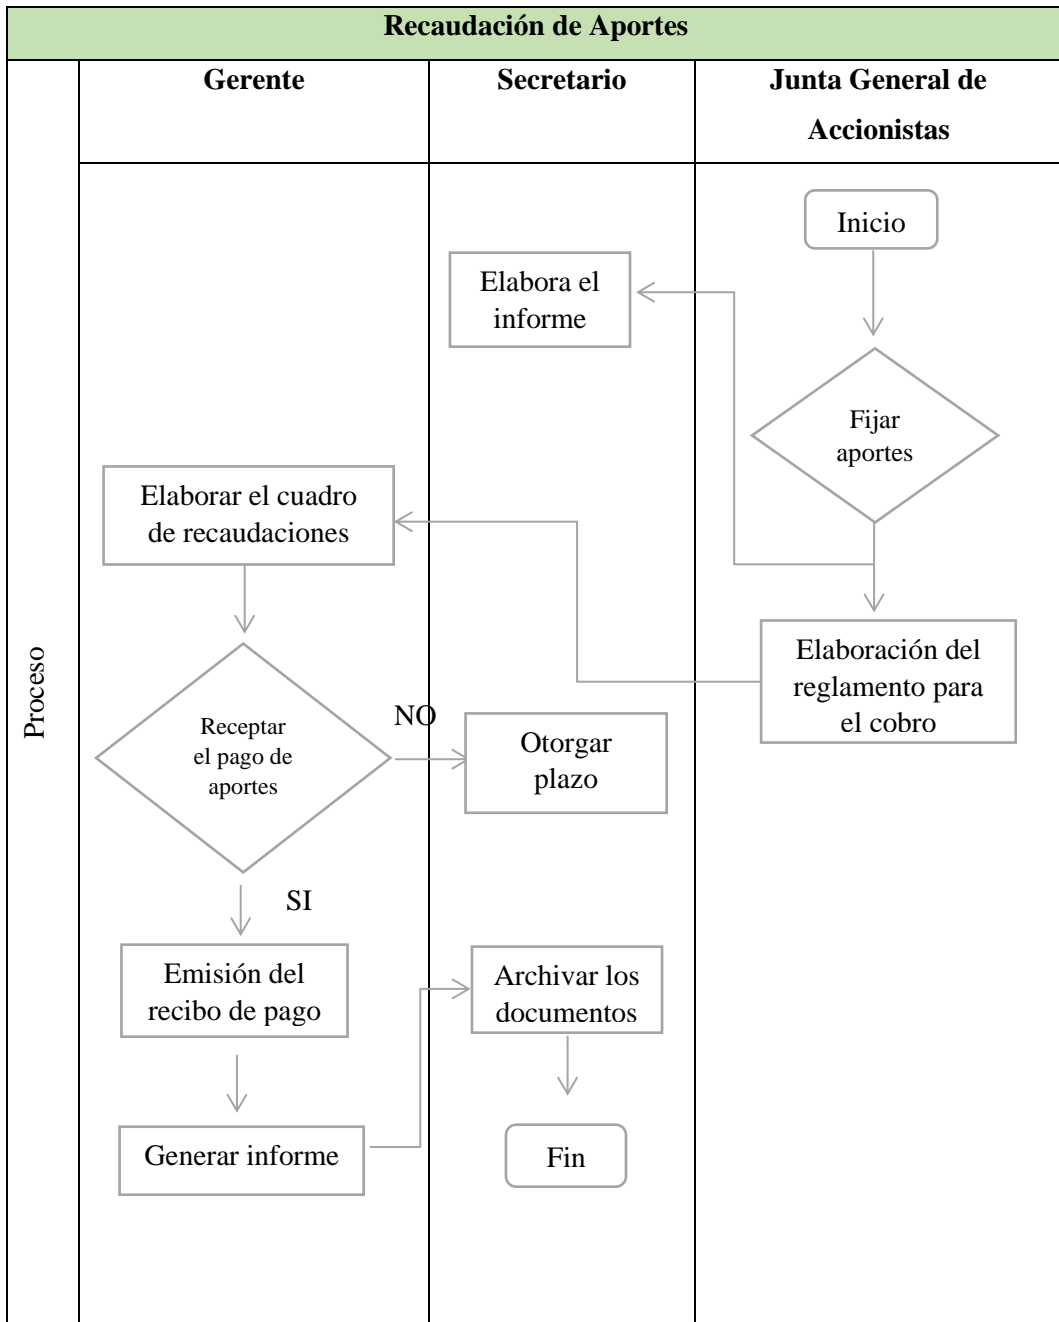 Recaudación de Aportes
Gerente
Secretario
Junta General de
Accionistas
Proceso
Inicio
Elabora el
informe
Fijar
aportes
Elaborar el cuadro
de recaudaciones
Elaboración del
reglamento para
el cobro
Receptar
el pago de
aportes
NO
Otorgar
plazo
SI
Emisión del
recibo de pago
Archivar los
documentos
Generar informe
Fin